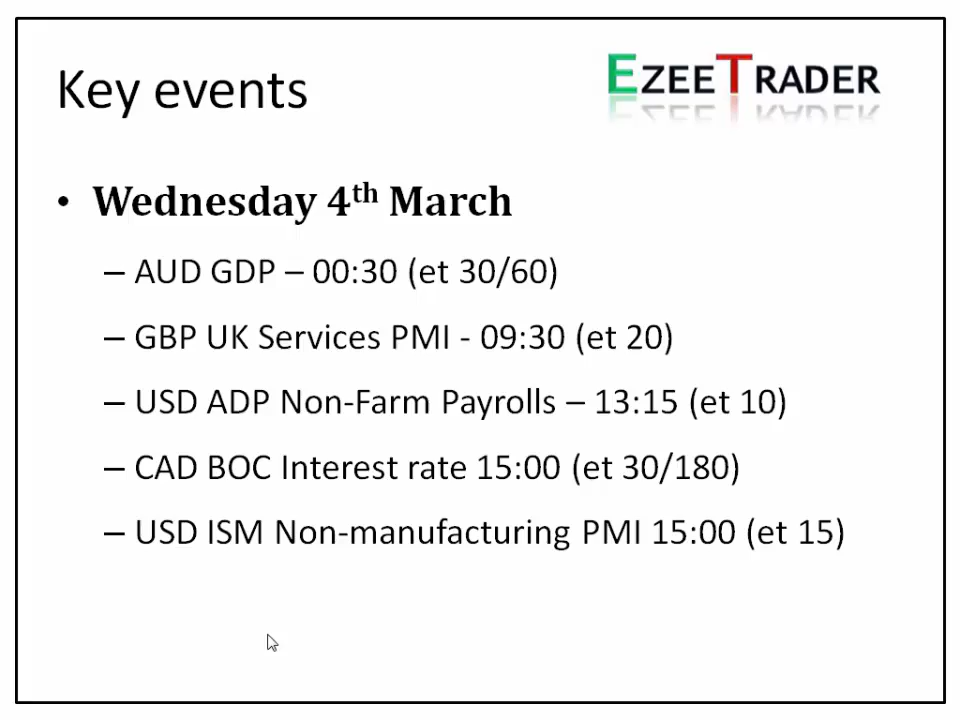 Key events
EZEETRADER
• Wednesday 4th March
– AUD GDP – 00:30 (et 30/60)
– GBP UK Services PMI - 09:30 (et 20)
– USD ADP Non-Farm Payrolls – 13:15 (et 10)
– CAD BOC Interest rate 15:00 (et 30/180)
– USD ISM Non-manufacturing PMI 15:00 (et 15)